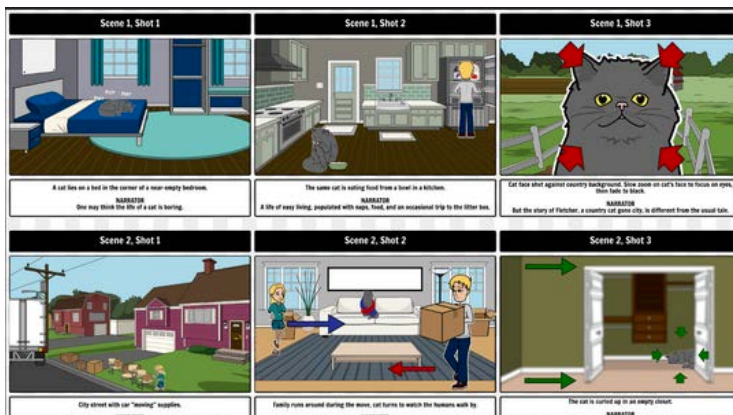 Scene 1, Shot 1
Scene 1, Shot 2
Scene 1, Shot 3
purr
purr
purr
A cat lies on a bed in the corner of a near-empty bedroom.
NARRATOR
One may think the life of a cat is boring.
The same cat is eating food from a bowl in a kitchen.
NARRATOR
A life of easy living, populated with naps, food, and an occasional trip to the litter box.
Cat face shot against country background. Slow zoom on cat's face to focus on eyes,
then fade to black.
NARRATOR
But the story of Fletcher, a country cat gone city, is different from the usual tale.
Scene 2, Shot 1
Scene 2, Shot 2
Scene 2, Shot 3
City street with car "moving" supplies.
Family runs around during the move, cat turns to watch the humans walk by.
The cat is curled up in an empty closet.
NARRATOR